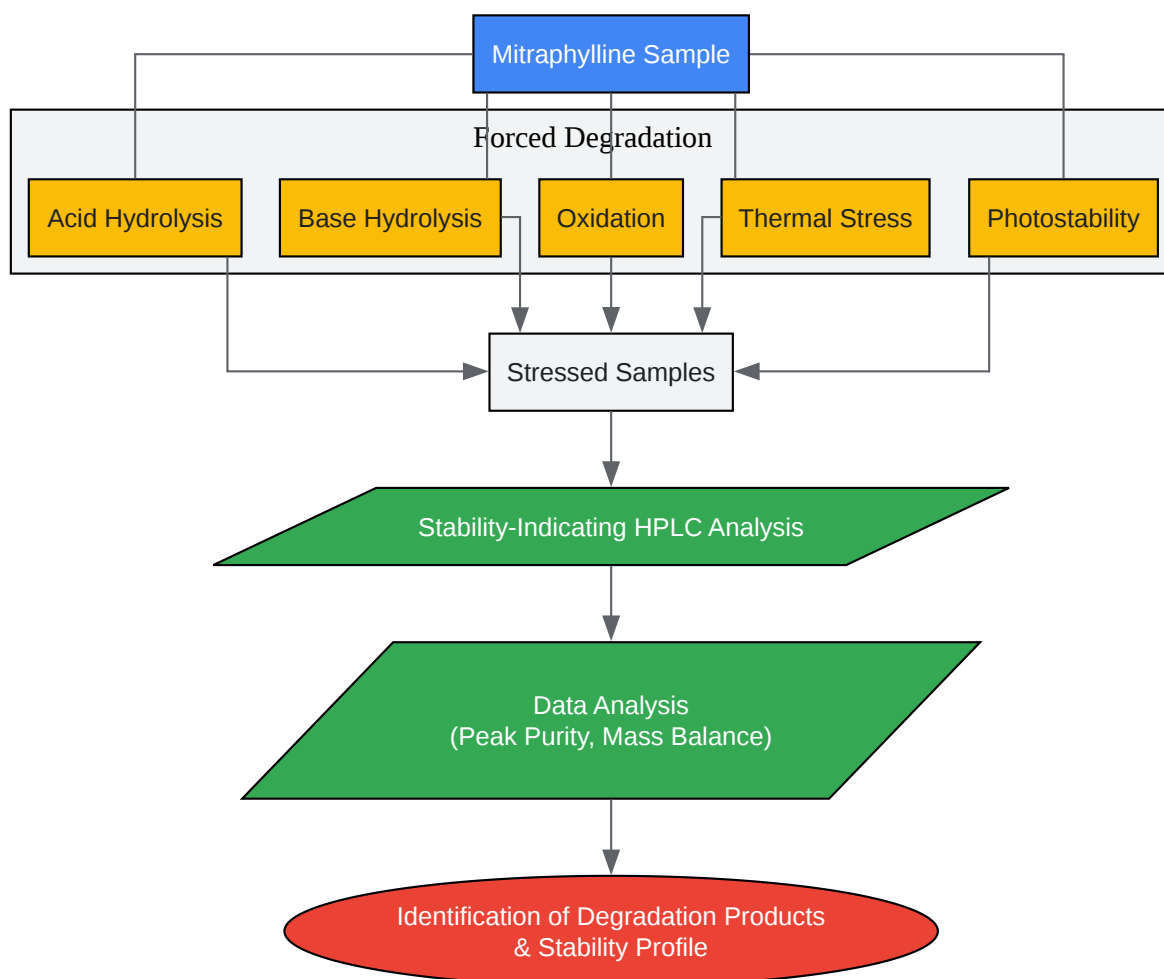 Mitraphylline Sample
Forced Degradation
Acid Hydrolysis
Base Hydrolysis
Oxidation
Thermal Stress
Photostability
Stressed Samples
Stability-Indicating HPLC Analysis
Data Analysis
(Peak Purity, Mass Balance)
Identification of Degradation Products
& Stability Profile